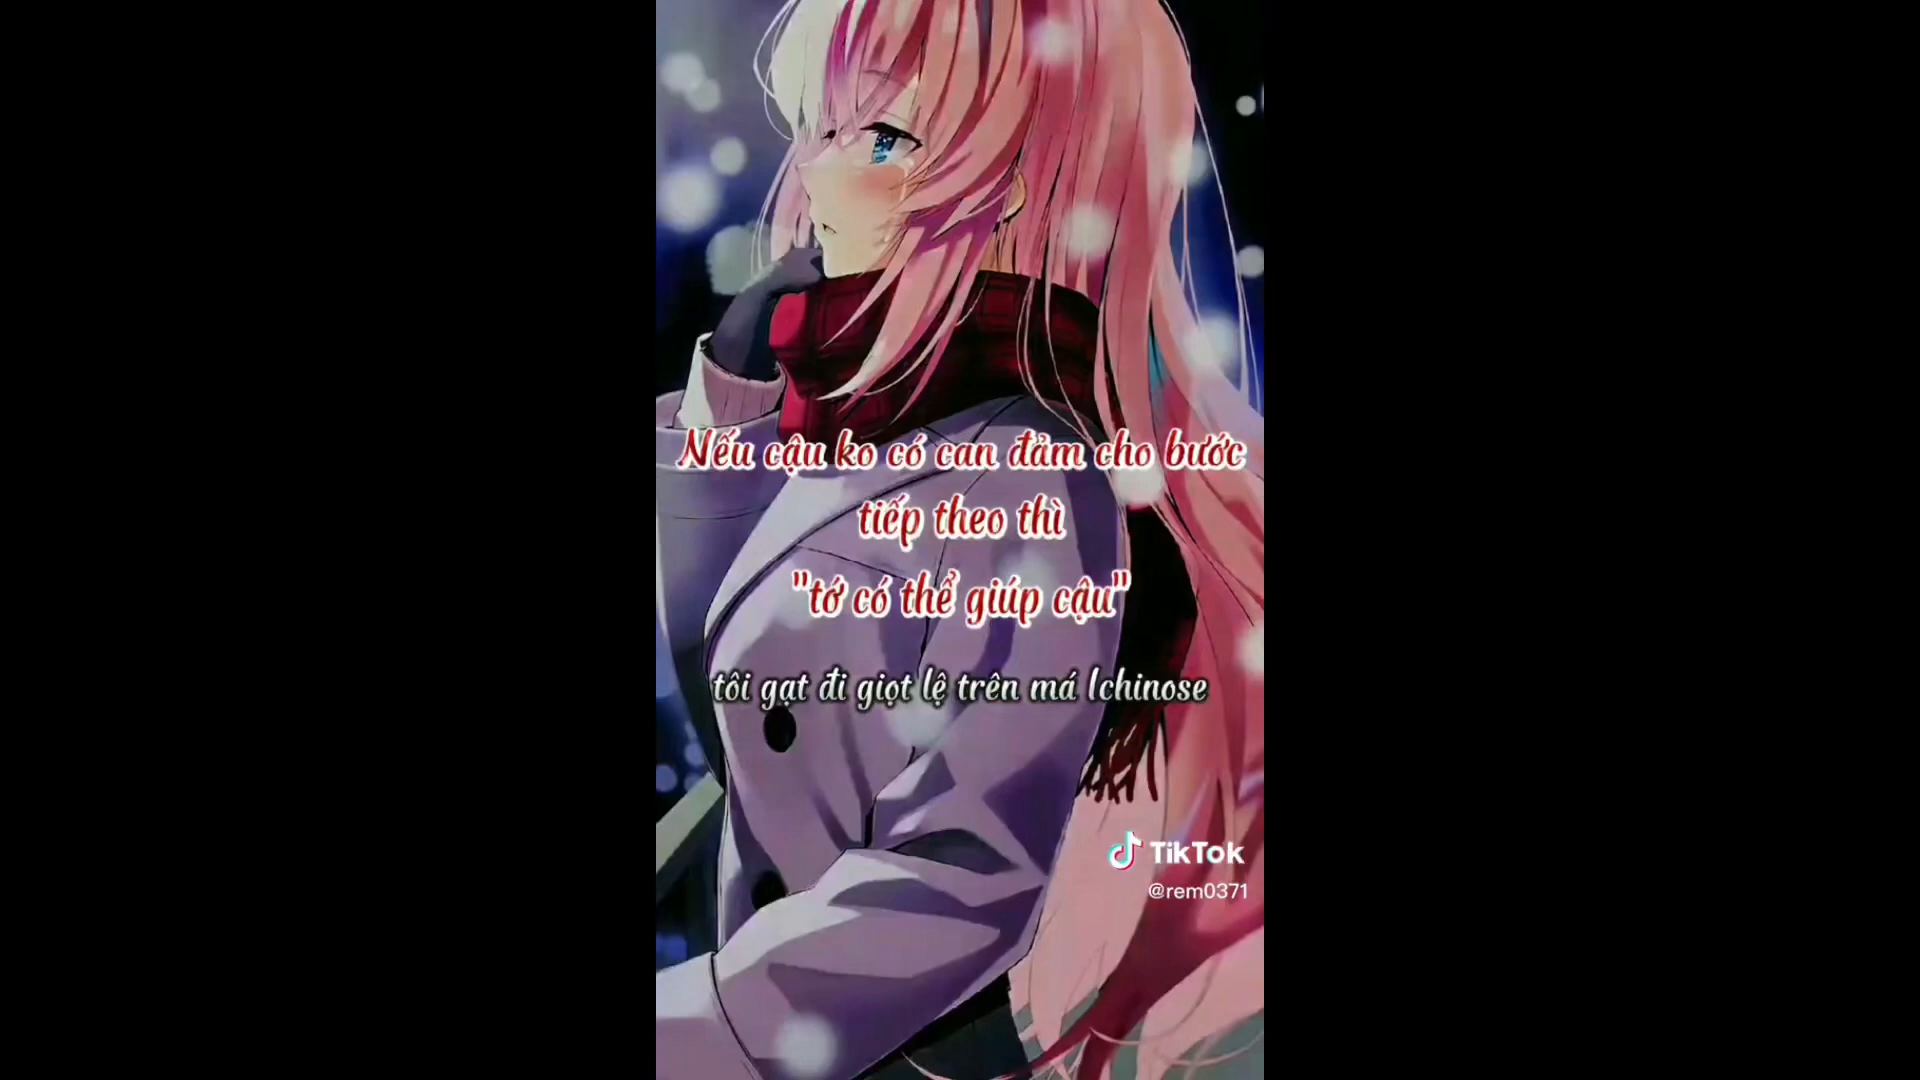 Nếu cậu ko có can đảm cho bước
tiếp theo thì
"tớ có thể giúp cậu"
tôi gạt đi giọt lệ trên má Ichinose
TikTok
@rem0371